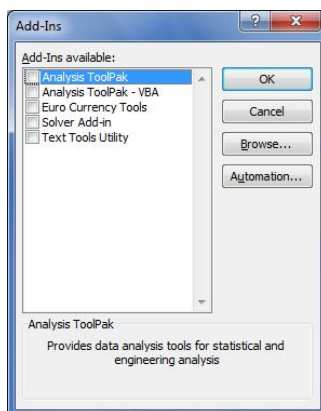 Add-Ins
?
X
Add-Ins available:
Analysis ToolPak
Analysis ToolPak - VBA
Euro Currency Tools
Solver Add-in
Text Tools Utility
OK
Cancel
Browse...
Automation...
Analysis ToolPak
Provides data analysis tools for statistical and
engineering analysis